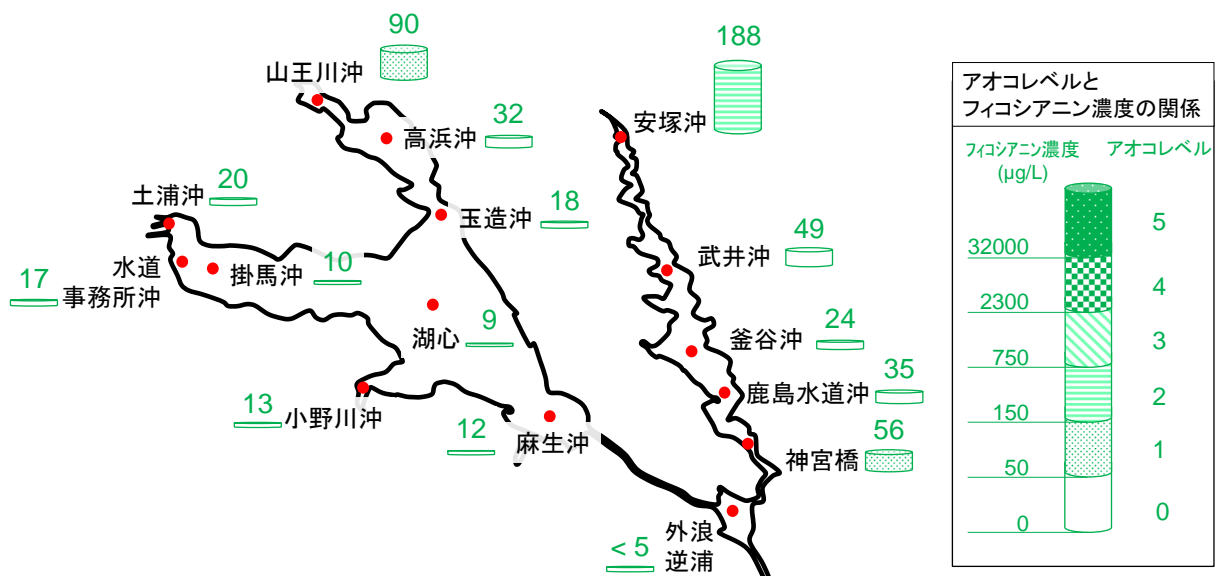 90
山王川沖
32
高浜沖
20
土浦沖
18
玉造沖
17
水道
事務所沖
10
掛馬沖
9
湖心
13
小野川沖
12
麻生沖
188
安塚沖
49
武井沖
24
釜谷沖
35
鹿島水道沖
56
神宮橋
外浪
逆浦
< 5
アオコレベルと
フィコシアニン濃度の関係
フィコシアニン濃度 アオコレベル
(μg/L)
5
32000
4
2300
3
750
2
150
1
50
0
0